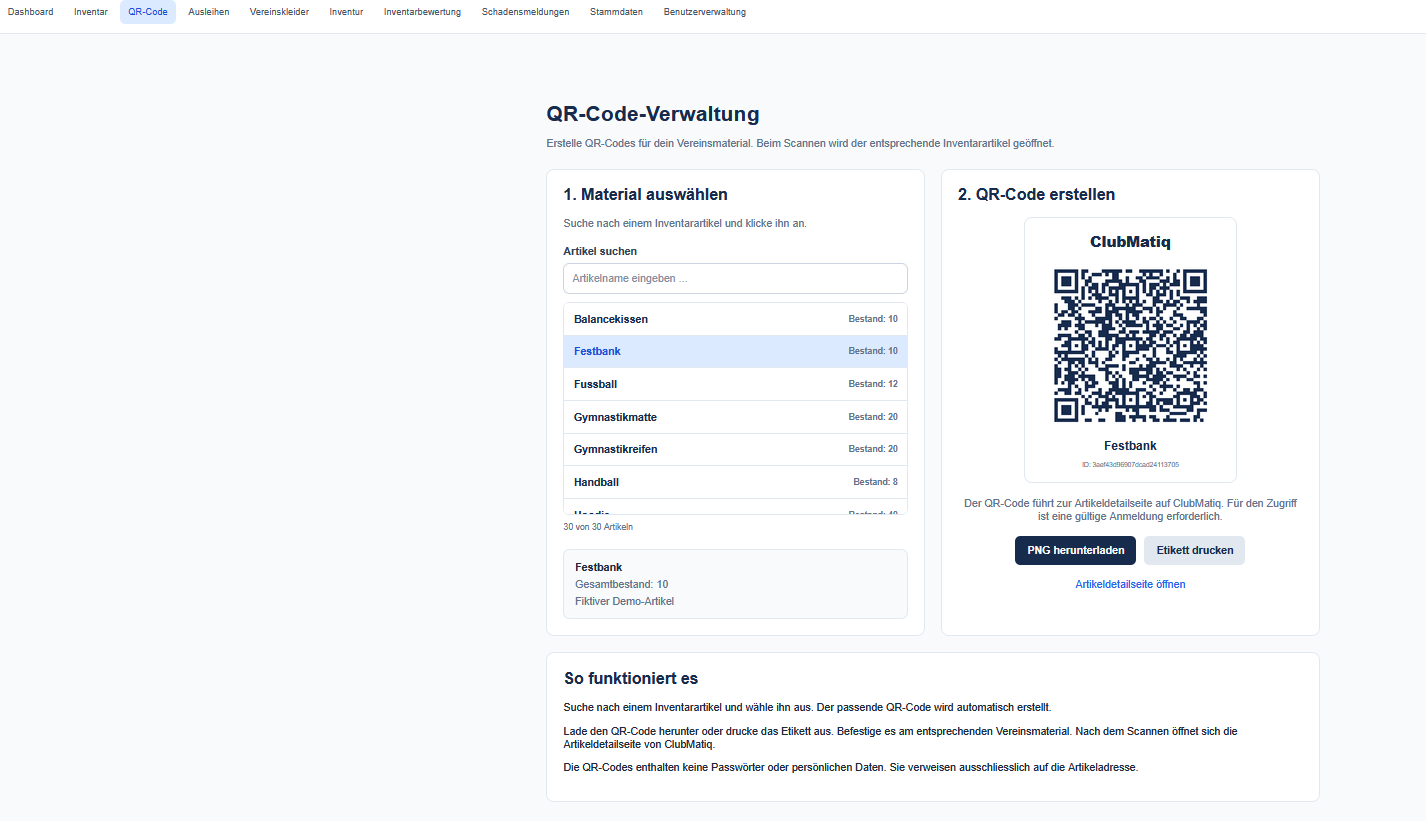 Dashboard Inventar QR-Code Ausleihen Vereinskleider Inventur Inventarbewertung Schadensmeldungen Stammdaten Benutzerverwaltung
QR-Code-Verwaltung
Erstelle QR-Codes für dein Vereinsmaterial. Beim Scannen wird der entsprechende Inventarartikel geöffnet.
1. Material auswählen
Suche nach einem Inventarartikel und klicke ihn an.
Artikel suchen
Artikelname eingeben ...
Balancekissen Bestand: 10
Festbank Bestand: 10
Fussball Bestand: 12
Gymnastikmatte Bestand: 20
Gymnastikreifen Bestand: 20
Handball Bestand: 8
Hoodie Bestand: 40
30 von 30 Artikeln
Festbank
Gesamtbestand: 10
Fiktiver Demo-Artikel
2. QR-Code erstellen
ClubMatiq
Festbank
ID: 3aef43d96907dcad24113705
Der QR-Code führt zur Artikeldetailseite auf ClubMatiq. Für den Zugriff
ist eine gültige Anmeldung erforderlich.
PNG herunterladen Etikett drucken
Artikeldetailseite öffnen
So funktioniert es
Suche nach einem Inventarartikel und wähle ihn aus. Der passende QR-Code wird automatisch erstellt.
Lade den QR-Code herunter oder drucke das Etikett aus. Befestige es am entsprechenden Vereinsmaterial. Nach dem Scannen öffnet sich die
Artikeldetailseite von ClubMatiq.
Die QR-Codes enthalten keine Passwörter oder persönlichen Daten. Sie verweisen ausschliesslich auf die Artikeladresse.